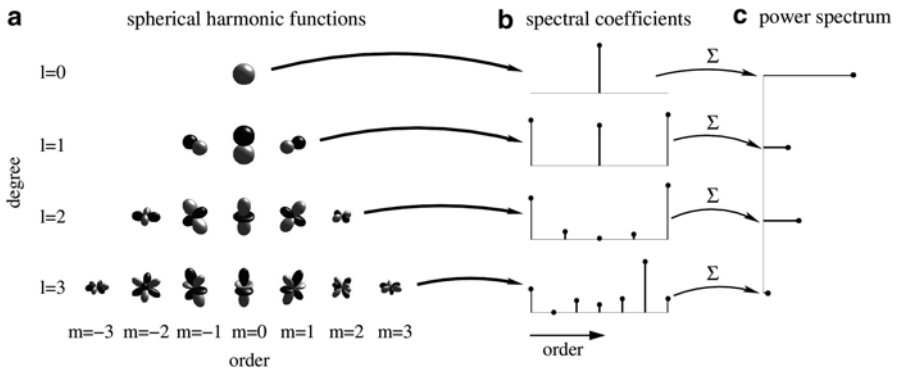 a spherical harmonic functions
b spectral coefficients
c power spectrum
degree
l=0
Σ
l=1
Σ
l=2
Σ
l=3
Σ
m=−3 m=−2 m=−1 m=0 m=1 m=2 m=3
order
order